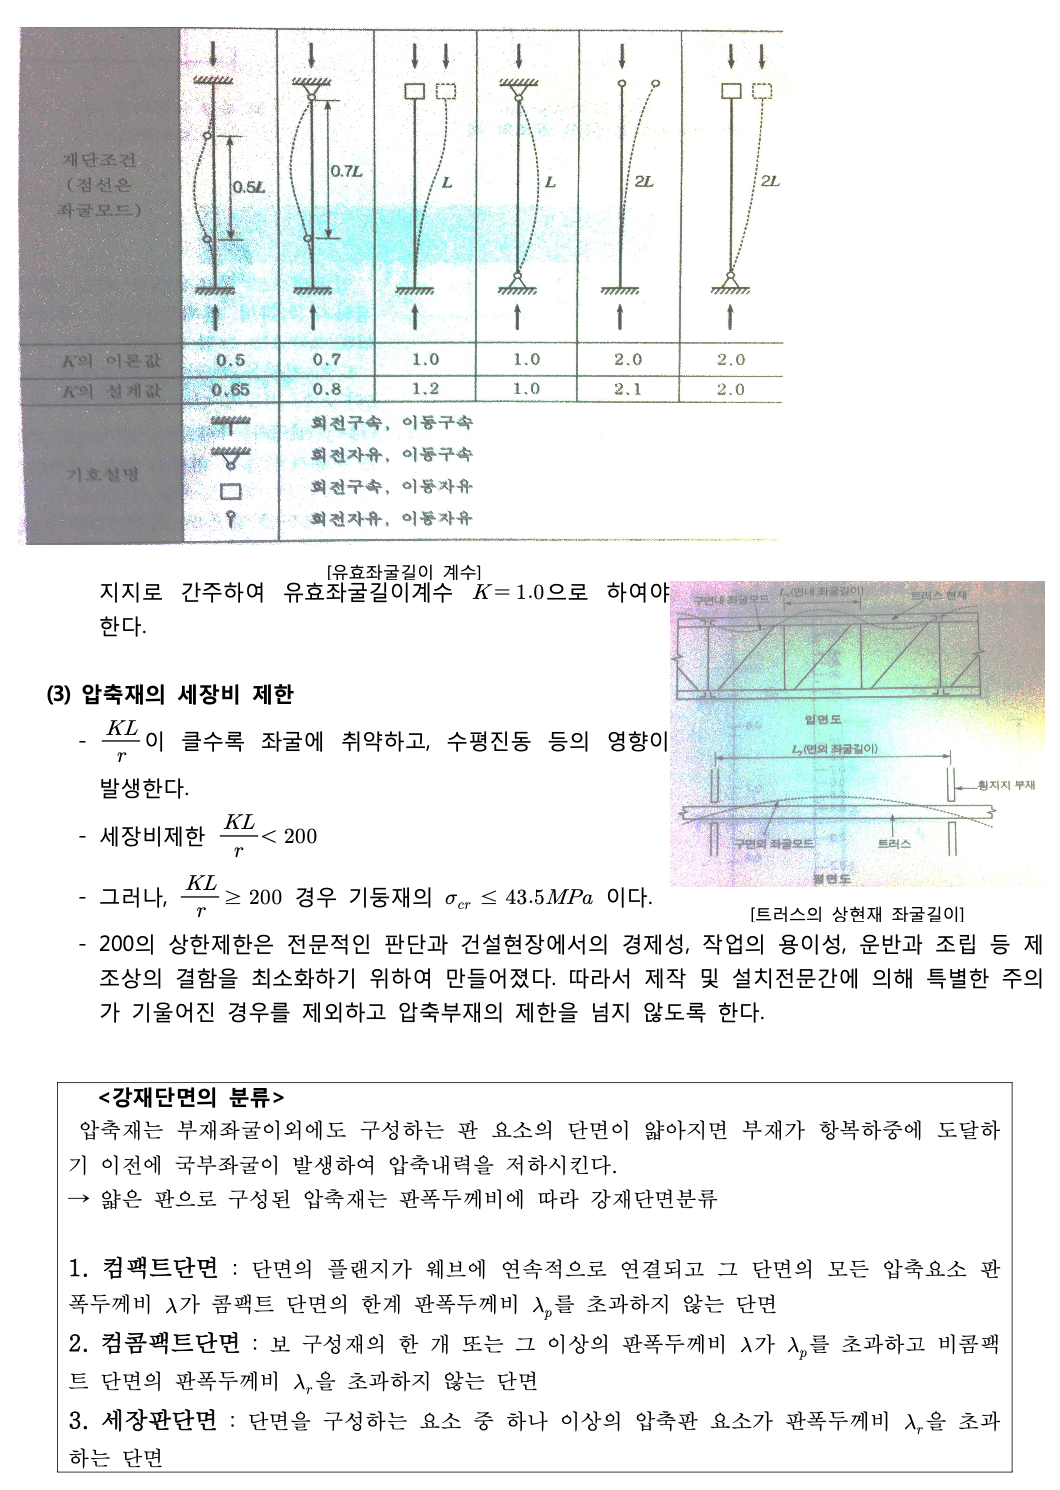 재단조건
(점선은
좌굴모드)
0.5L
0.7L
L
L
2L
2L
K의 이론값 0.5 0.7 1.0 1.0 2.0 2.0
K의 설계값 0.65 0.8 1.2 1.0 2.1 2.0
기호설명
회전구속, 이동구속
회전자유, 이동구속
회전구속, 이동자유
회전자유, 이동자유
[유효좌굴길이 계수]
지지로 간주하여 유효좌굴길이계수 K=1.0으로 하여야
한다.
구면내 좌굴모드
(면내 좌굴길이)
트러스 현재
입면도
(면외 좌굴길이)
횡지지 부재
구면외 좌굴모드
트러스
평면도
[트러스의 상현재 좌굴길이]
(3) 압축재의 세장비 제한
- KL/r 이 클수록 좌굴에 취약하고, 수평진동 등의 영향이
발생한다.
- 세장비제한 KL/r < 200
- 그러나, KL/r ≥ 200 경우 기둥재의 σcr ≤ 43.5MPa 이다.
- 200의 상한제한은 전문적인 판단과 건설현장에서의 경제성, 작업의 용이성, 운반과 조립 등 제
조상의 결함을 최소화하기 위하여 만들어졌다. 따라서 제작 및 설치전문간에 의해 특별한 주의
가 기울어진 경우를 제외하고 압축부재의 제한을 넘지 않도록 한다.
<강재단면의 분류>
압축재는 부재좌굴이외에도 구성하는 판 요소의 단면이 얇아지면 부재가 항복하중에 도달하
기 이전에 국부좌굴이 발생하여 압축내력을 저하시킨다.
→ 얇은 판으로 구성된 압축재는 판폭두께비에 따라 강재단면분류
1. 컴팩트단면 : 단면의 플랜지가 웨브에 연속적으로 연결되고 그 단면의 모든 압축요소 판
폭두께비 λ가 콤팩트 단면의 한계 판폭두께비 λp를 초과하지 않는 단면
2. 컴콤팩트단면 : 보 구성재의 한 개 또는 그 이상의 판폭두께비 λ가 λp를 초과하고 비콤팩
트 단면의 판폭두께비 λr을 초과하지 않는 단면
3. 세장판단면 : 단면을 구성하는 요소 중 하나 이상의 압축판 요소가 판폭두께비 λr을 초과
하는 단면